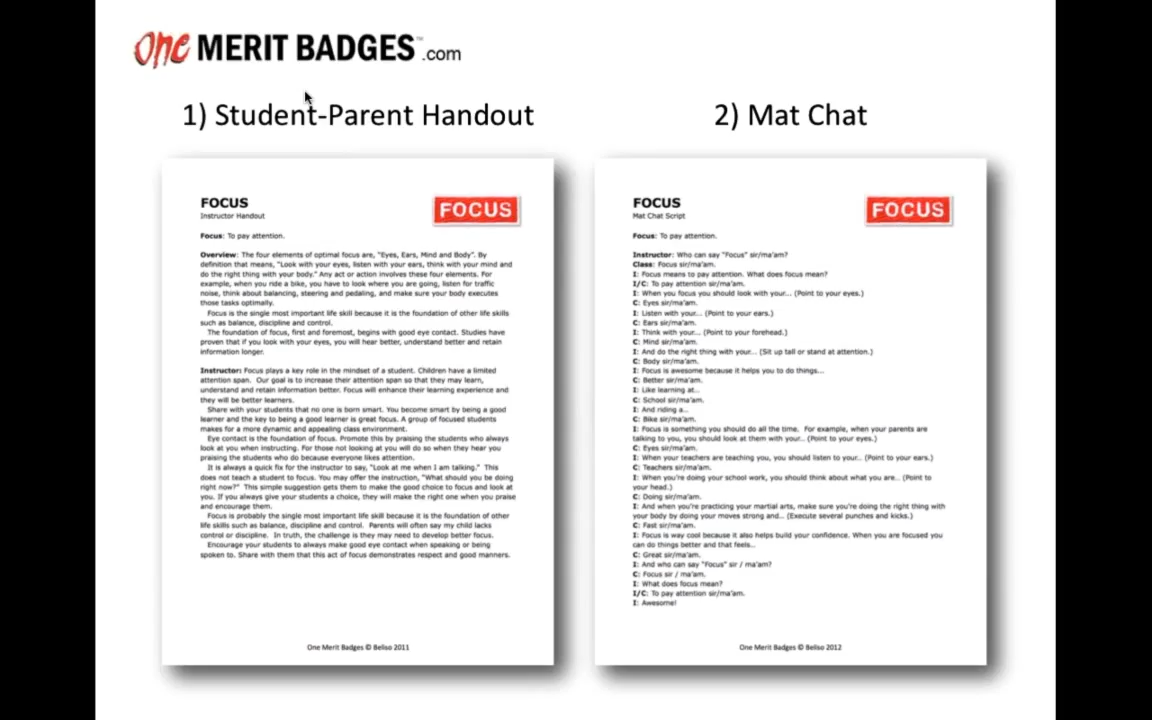 One MERIT BADGES™.com
1) Student-Parent Handout
2) Mat Chat
FOCUS
Instructor Handout
FOCUS
Focus: To pay attention.
Overview: The four elements of optimal focus are, "Eyes, Ears, Mind and Body". By
definition that means, "Look with your eyes, listen with your ears, think with your mind and
do the right thing with your body." Any act or action involves these four elements. For
example, when you ride a bike, you have to look where you are going, listen for traffic
noise, think about balancing, steering and pedaling, and make sure your body executes
those tasks optimally.
Focus is the single most important life skill because it is the foundation of other life skills
such as balance, discipline and control.
The foundation of focus, first and foremost, begins with good eye contact. Studies have
proven that if you look with your eyes, you will hear better, understand better and retain
information longer.
Instructor: Focus plays a key role in the mindset of a student. Children have a limited
attention span. Our goal is to increase their attention span so that they may learn,
understand and retain information better. Focus will enhance their learning experience and
they will be better learners.
Share with your students that no one is born smart. You become smart by being a good
learner and the key to being a good learner is great focus. A group of focused students
makes for a more dynamic and appealing class environment.
Eye contact is the foundation of focus. Promote this by praising the students who always
look at you when instructing. For those not looking at you will do so when they hear you
praising the students who do because everyone likes attention.
It is always a quick fix for the instructor to say, "Look at me when I am talking." This
does not teach a student to focus. You may offer the instruction, "What should you be doing
right now?" This simple suggestion gets them to make the good choice to focus and look at
you. If you always give your students a choice, they will make the right one when you praise
and encourage them.
Focus is probably the single most important life skill because it is the foundation of other
life skills such as balance, discipline and control. Parents will often say my child lacks
control or discipline. In truth, the challenge is they may need to develop better focus.
Encourage your students to always make good eye contact when speaking or being
spoken to. Share with them that this act of focus demonstrates respect and good manners.
One Merit Badges © Beliso 2011
FOCUS
Mat Chat Script
FOCUS
Focus: To pay attention.
Instructor: Who can say "Focus" sir/ma'am?
Class: Focus sir/ma'am.
I: Focus means to pay attention. What does focus mean?
I/C: To pay attention sir/ma'am.
I: When you focus you should look with your... (Point to your eyes.)
C: Eyes sir/ma'am.
I: Listen with your... (Point to your ears.)
C: Ears sir/ma'am.
I: Think with your... (Point to your forehead.)
C: Mind sir/ma'am.
I: And do the right thing with your... (Sit up tall or stand at attention.)
C: Body sir/ma'am.
I: Focus is awesome because it helps you to do things...
C: Better sir/ma'am.
I: Like learning at...
C: School sir/ma'am.
I: And riding a...
C: Bike sir/ma'am.
I: Focus is something you should do all the time. For example, when your parents are
talking to you, you should look at them with your... (Point to your eyes.)
C: Eyes sir/ma'am.
I: When your teachers are teaching you, you should listen to your... (Point to your ears.)
C: Teachers sir/ma'am.
I: When you're doing your school work, you should think about what you are... (Point to
your head.)
C: Doing sir/ma'am.
I: And when you're practicing your martial arts, make sure you're doing the right thing with
your body by doing your moves strong and... (Execute several punches and kicks.)
C: Fast sir/ma'am.
I: Focus is way cool because it also helps build your confidence. When you are focused you
can do things better and that feels...
C: Great sir/ma'am.
I: And who can say "Focus" sir / ma'am?
C: Focus sir / ma'am.
I: What does focus mean?
I/C: To pay attention sir/ma'am.
I: Awesome!
One Merit Badges © Beliso 2012